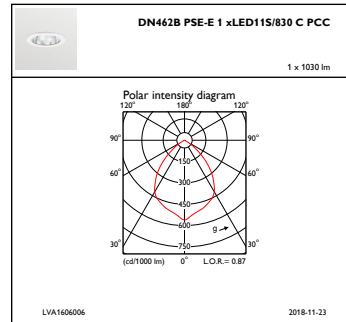 DN462B PSE-E 1 xLED11S/830 C PCC
1 x 1030 lm
Polar intensity diagram
120° 180° 120°
90° 90°
150
60° 60°
300
450
600
g
750
30° 30°
(cd/1000 lm) 0° L.O.R.= 0.87
LVA1606006 2018-11-23